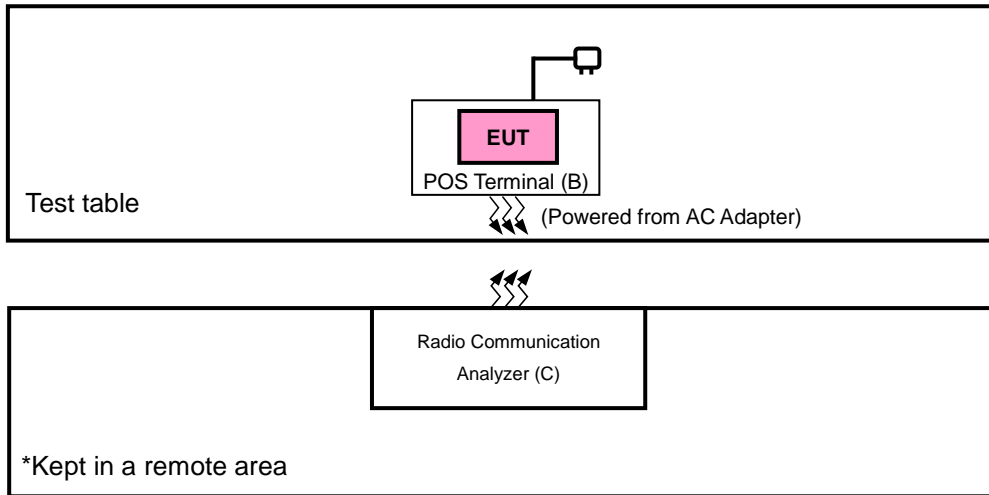 EUT
POS Terminal (B)
Test table
(Powered from AC Adapter)
Radio Communication
Analyzer (C)
*Kept in a remote area